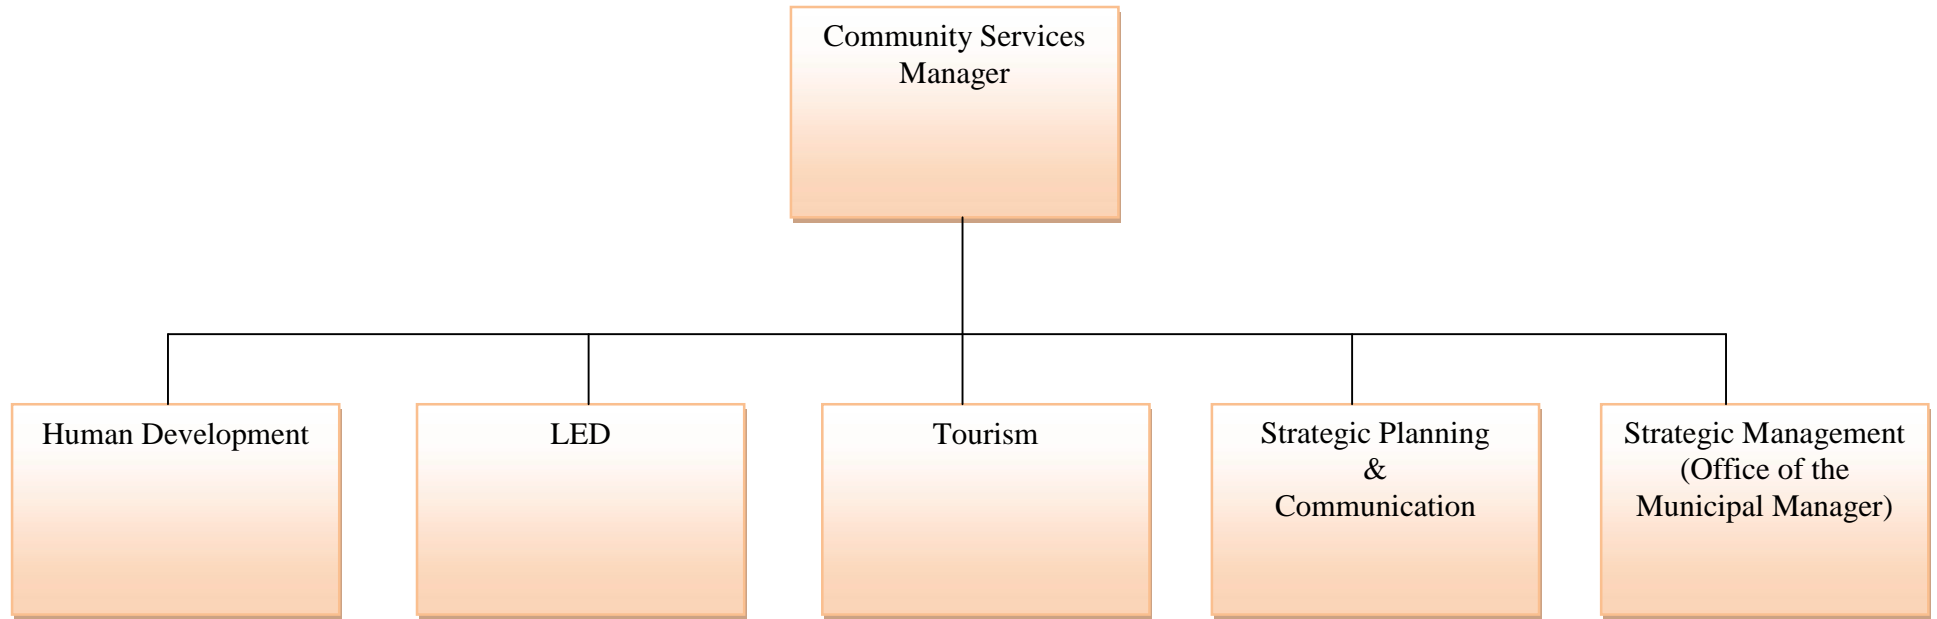 Community Services
Manager
Human Development
LED
Tourism
Strategic Planning
&
Communication
Strategic Management
(Office of the
Municipal Manager)